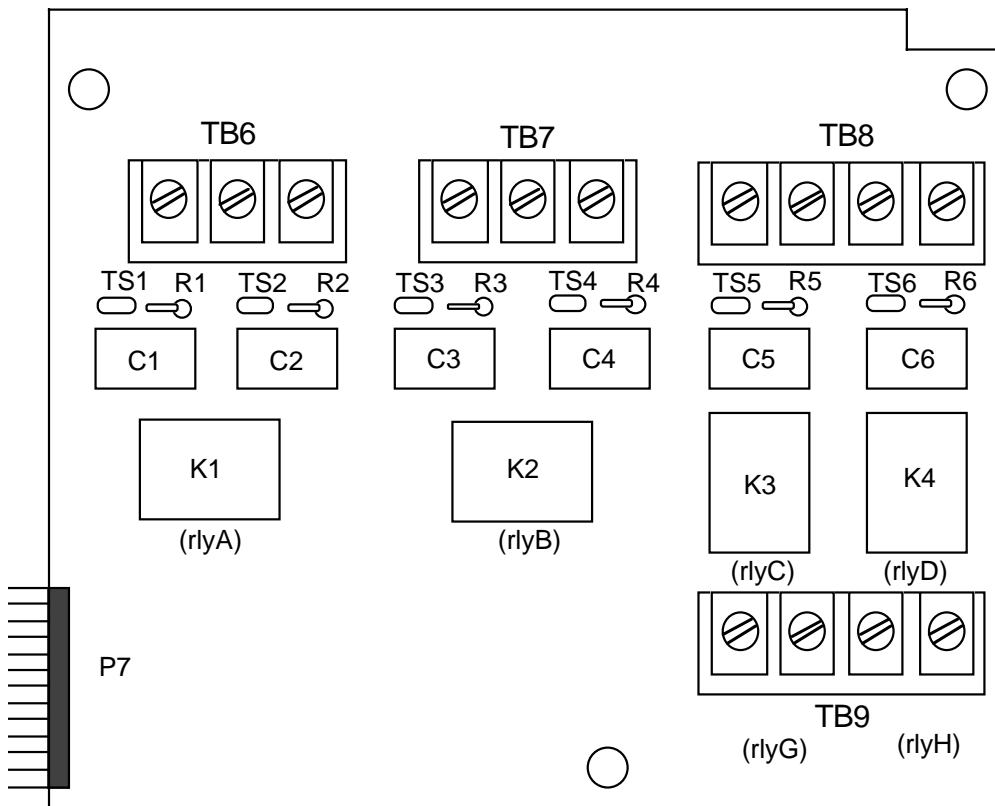 TB6 TB7 TB8
TS1 R1 TS2 R2 TS3 R3 TS4 R4 TS5 R5 TS6 R6
C1 C2 C3 C4 C5 C6
K1 K2 K3 K4
(rlyA) (rlyB) (rlyC) (rlyD)
P7
TB9
(rlyG) (rlyH)